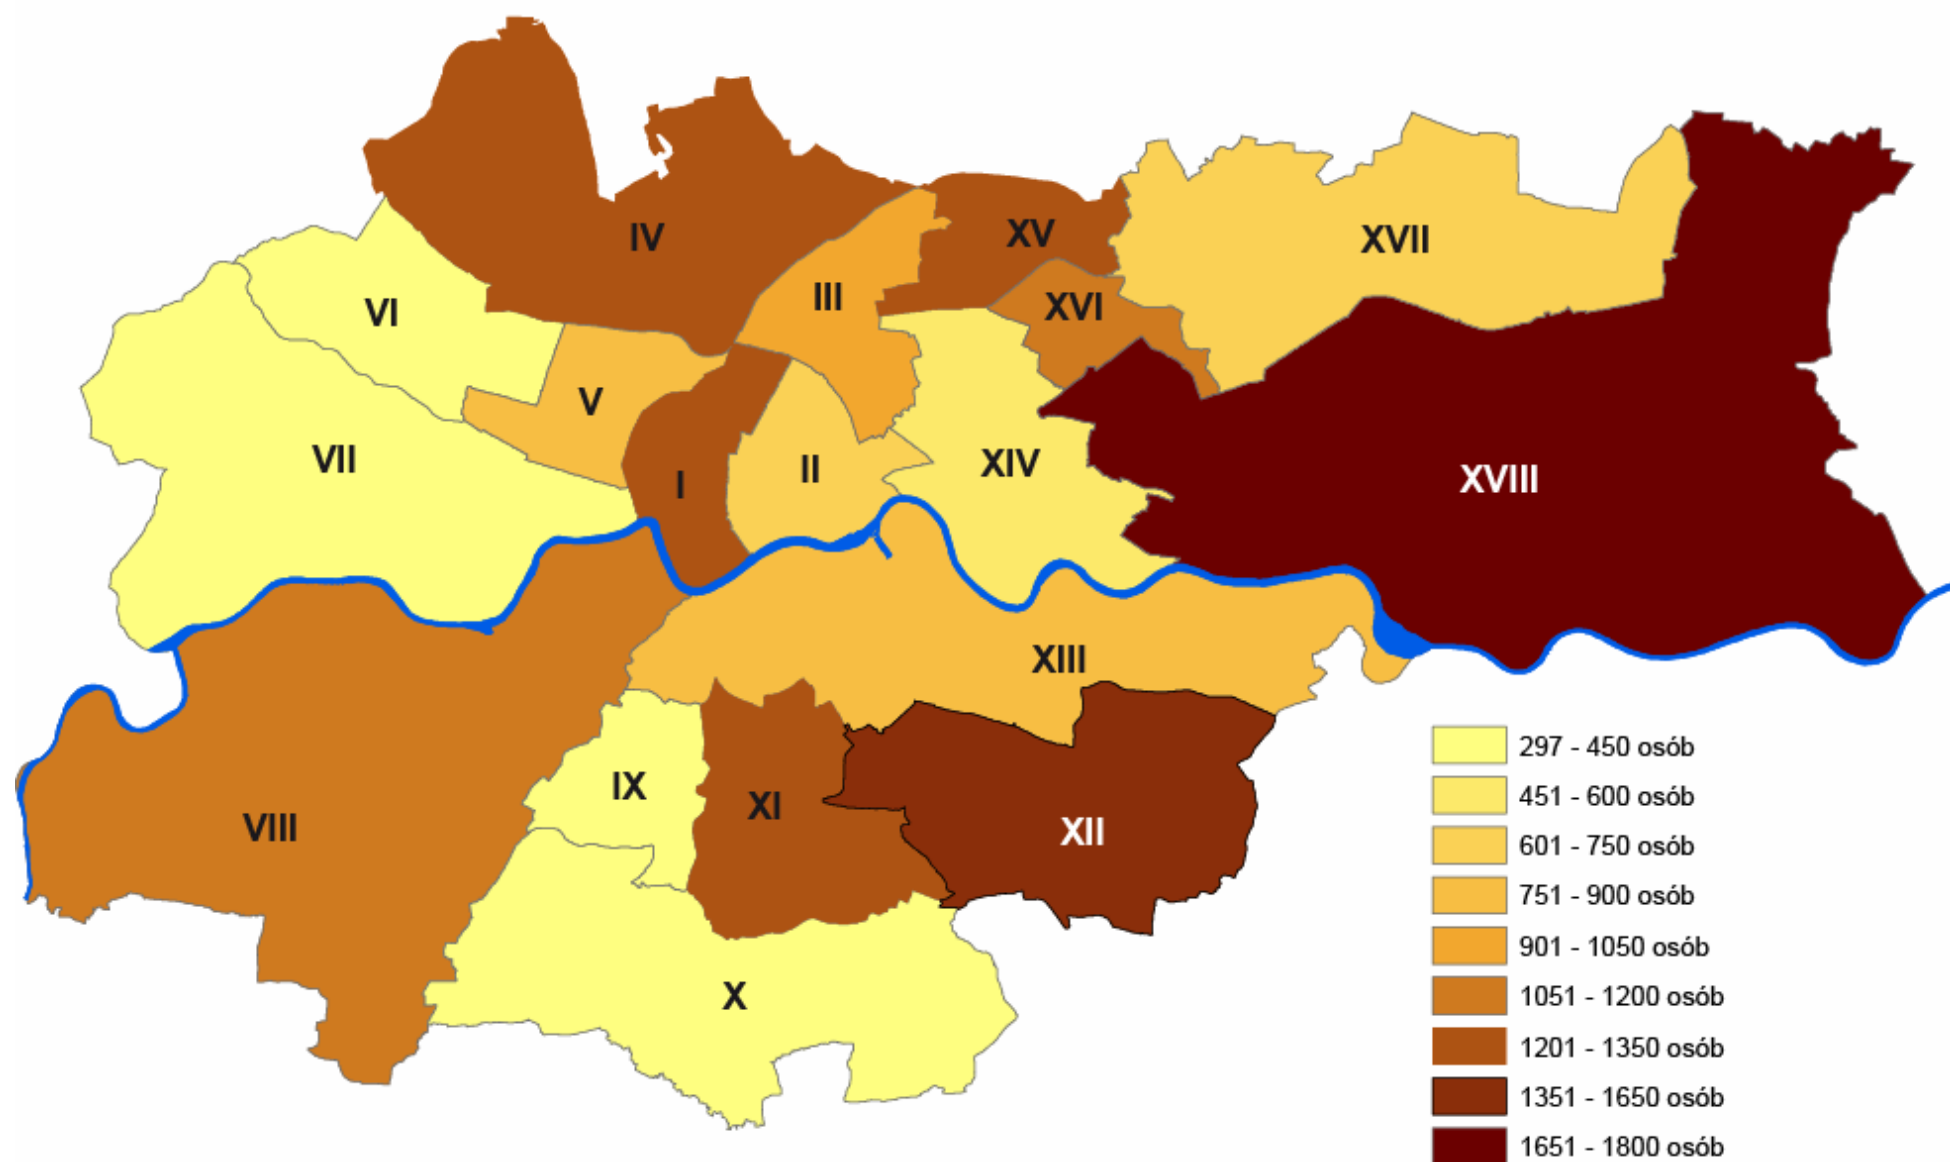 IV
XV
XVII
III
XVI
VI
V
VII
II
XIV
I
XVIII
XIII
IX
XI
VIII
XII
X
297 - 450 osób
451 - 600 osób
601 - 750 osób
751 - 900 osób
901 - 1050 osób
1051 - 1200 osób
1201 - 1350 osób
1351 - 1650 osób
1651 - 1800 osób